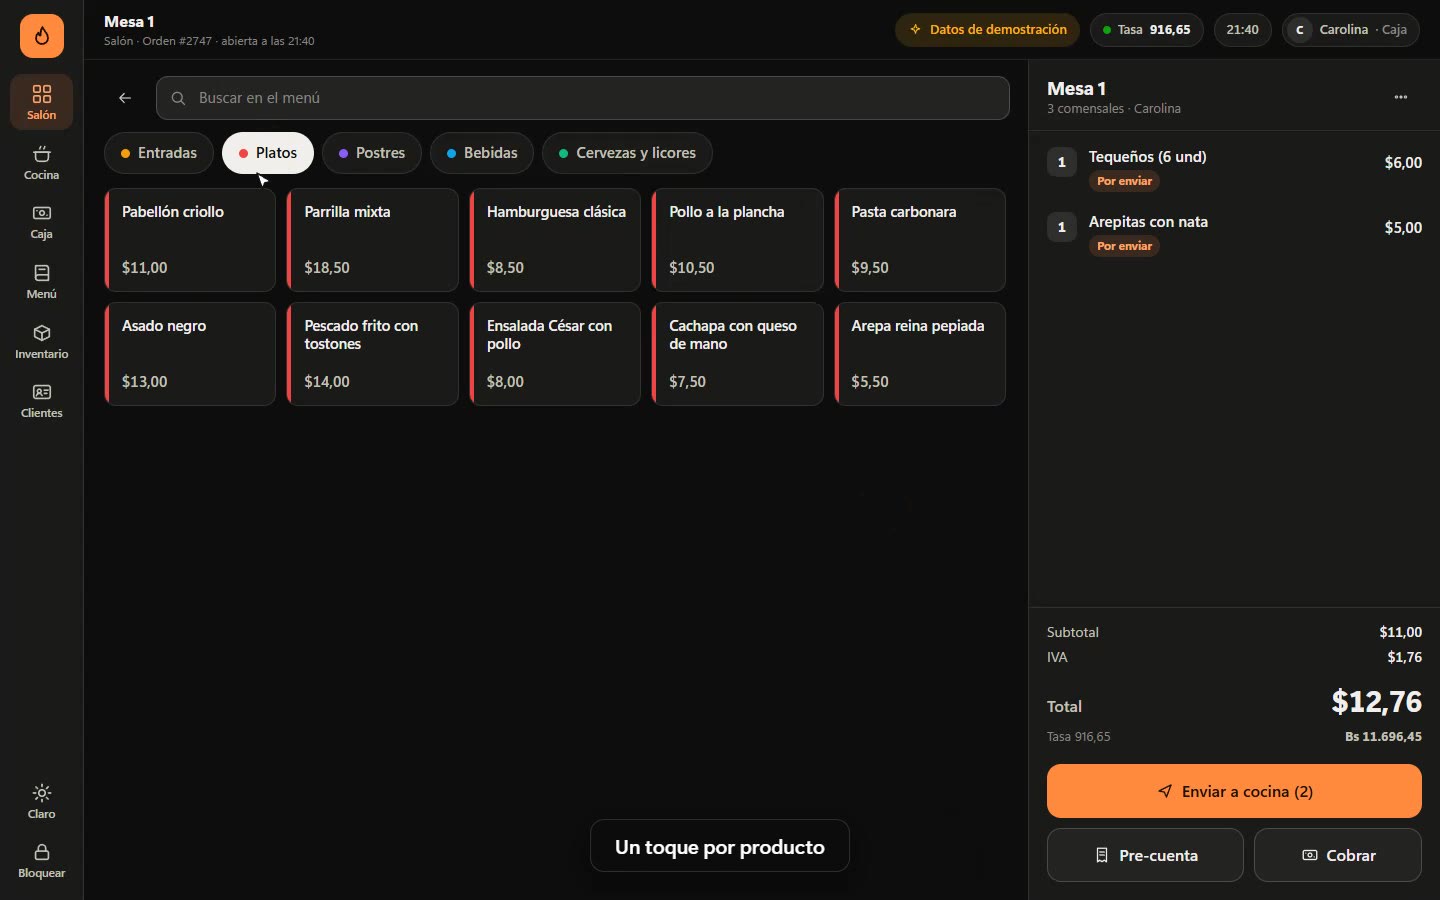 Mesa 1
Salón · Orden #2747 · abierta a las 21:40
Datos de demostración
Tasa 916,65
21:40
C Carolina · Caja
Salón
Cocina
Caja
Menú
Inventario
Clientes
Claro
Bloquear
Buscar en el menú
Entradas
Platos
Postres
Bebidas
Cervezas y licores
Pabellón criollo
$11,00
Parrilla mixta
$18,50
Hamburguesa clásica
$8,50
Pollo a la plancha
$10,50
Pasta carbonara
$9,50
Asado negro
$13,00
Pescado frito con
tostones
$14,00
Ensalada César con
pollo
$8,00
Cachapa con queso
de mano
$7,50
Arepa reina pepiada
$5,50
Un toque por producto
Mesa 1
3 comensales · Carolina
1 Tequeños (6 und) $6,00
Por enviar
1 Arepitas con nata $5,00
Por enviar
Subtotal $11,00
IVA $1,76
Total $12,76
Tasa 916,65 Bs 11.696,45
Enviar a cocina (2)
Pre-cuenta
Cobrar